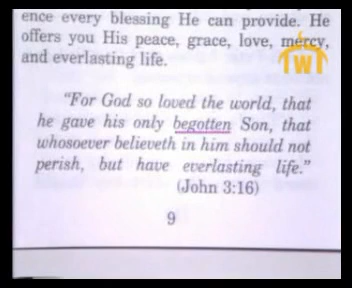 ence every blessing He can provide. He
offers you His peace, grace, love, mercy,
and everlasting life.
"For God so loved the world, that
he gave his only begotten Son, that
whosoever believeth in him should not
perish, but have everlasting life."
(John 3:16)
9
W